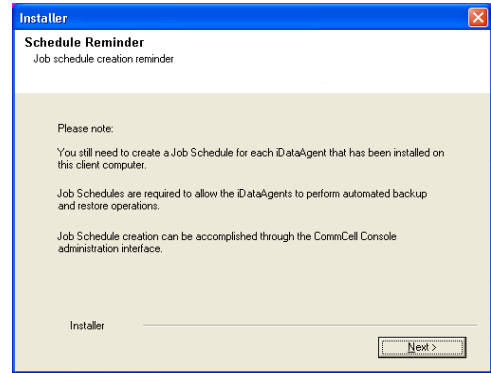 Installer
Schedule Reminder
Job schedule creation reminder
Please note:
You still need to create a Job Schedule for each iDataAgent that has been installed on
this client computer.
Job Schedules are required to allow the iDataAgents to perform automated backup
and restore operations.
Job Schedule creation can be accomplished through the CommCell Console
administration interface.
Installer
Next >